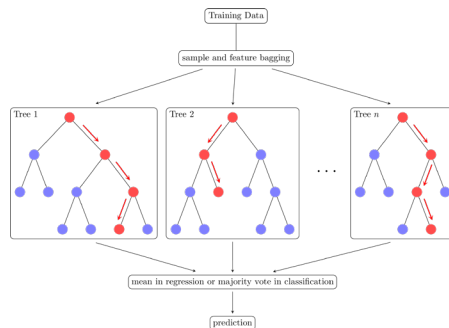 Training Data
sample and feature bagging
Tree 1
Tree 2
Tree n
. . .
mean in regression or majority vote in classification
prediction